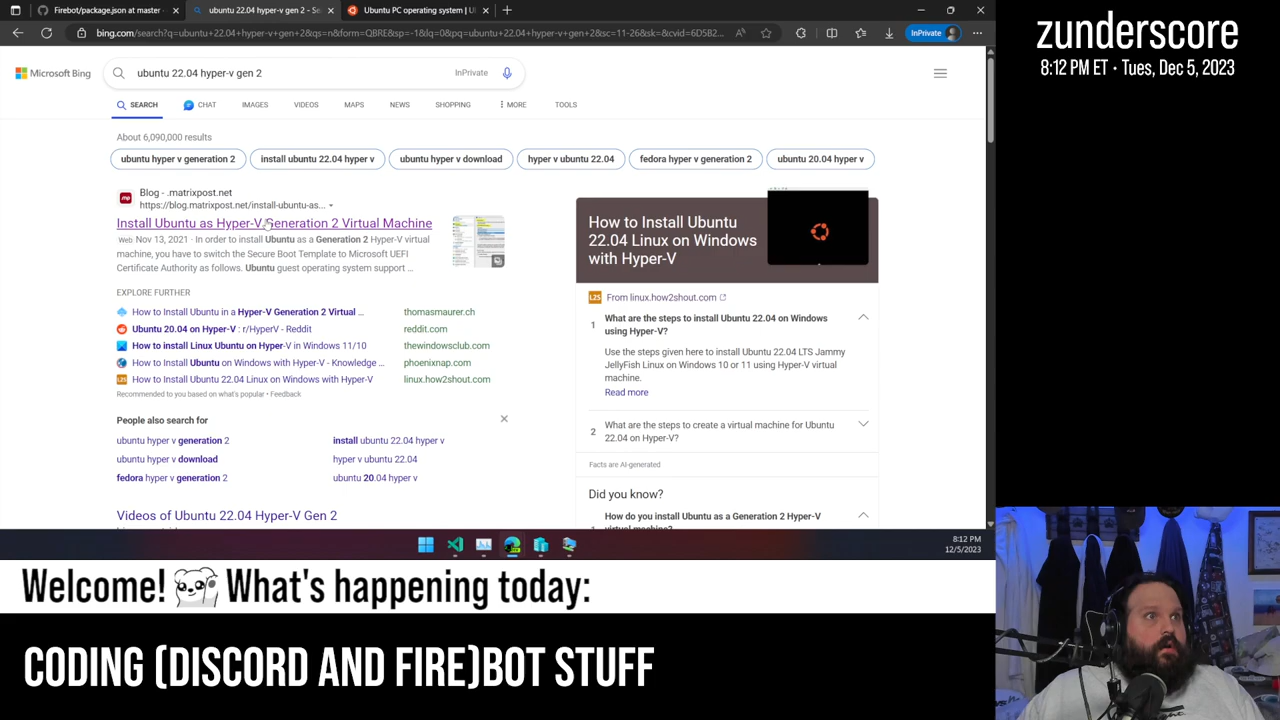 Firebot/package.json at master
ubuntu 22.04 hyper-v gen 2 - Se
Ubuntu PC operating system | U
zunderscore
8:12 PM ET • Tues, Dec 5, 2023
bing.com/search?q=ubuntu+22.04+hyper-v+gen+2&qs=n&form=QBRE&sp=-1&lq=0&pq=ubuntu+22.04+hyper-v+gen+2&sc=11-26&sk=&cvid=6D5B2...
InPrivate
Microsoft Bing
ubuntu 22.04 hyper-v gen 2
InPrivate
SEARCH
CHAT
IMAGES
VIDEOS
MAPS
NEWS
SHOPPING
MORE
TOOLS
About 6,090,000 results
ubuntu hyper v generation 2
install ubuntu 22.04 hyper v
ubuntu hyper v download
hyper v ubuntu 22.04
fedora hyper v generation 2
ubuntu 20.04 hyper v
Blog - .matrixpost.net
https://blog.matrixpost.net/install-ubuntu-as...
Install Ubuntu as Hyper-V Generation 2 Virtual Machine
web Nov 13, 2021 · In order to install Ubuntu as a Generation 2 Hyper-V virtual
machine, you have to switch the Secure Boot Template to Microsoft UEFI
Certificate Authority as follows. Ubuntu guest operating system support ...
EXPLORE FURTHER
How to Install Ubuntu in a Hyper-V Generation 2 Virtual ...
thomasmaurer.ch
Ubuntu 20.04 on Hyper-V : r/HyperV - Reddit
reddit.com
How to install Linux Ubuntu on Hyper-V in Windows 11/10
thewindowsclub.com
How to Install Ubuntu on Windows with Hyper-V - Knowledge ...
phoenixnap.com
How to Install Ubuntu 22.04 Linux on Windows with Hyper-V
linux.how2shout.com
Recommended to you based on what's popular • Feedback
People also search for
ubuntu hyper v generation 2
install ubuntu 22.04 hyper v
ubuntu hyper v download
hyper v ubuntu 22.04
fedora hyper v generation 2
ubuntu 20.04 hyper v
Videos of Ubuntu 22.04 Hyper-V Gen 2
How to Install Ubuntu
22.04 Linux on Windows
with Hyper-V
L2S
From linux.how2shout.com
1
What are the steps to install Ubuntu 22.04 on Windows
using Hyper-V?
Use the steps given here to install Ubuntu 22.04 LTS Jammy
JellyFish Linux on Windows 10 or 11 using Hyper-V virtual
machine.
Read more
2
What are the steps to create a virtual machine for Ubuntu
22.04 on Hyper-V?
Facts are AI-generated
Did you know?
How do you install Ubuntu as a Generation 2 Hyper-V
virtual machine?
8:12 PM
12/5/2023
Welcome! What's happening today:
CODING (DISCORD AND FIRE)BOT STUFF